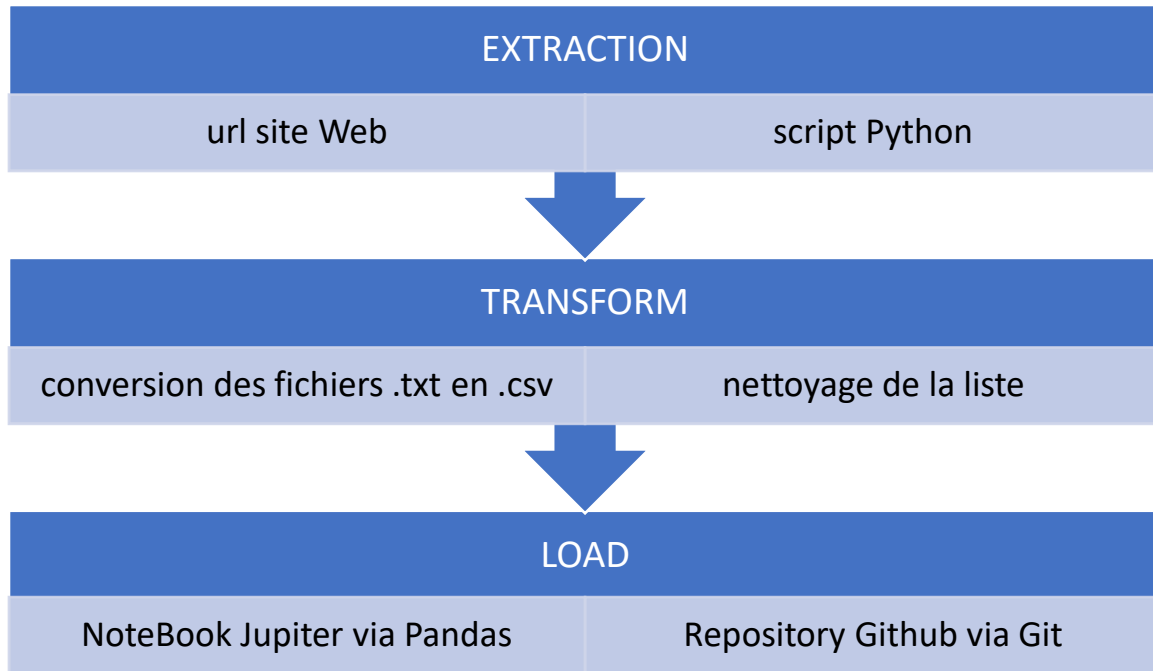 EXTRACTION
url site Web
script Python
TRANSFORM
conversion des fichiers .txt en .csv
nettoyage de la liste
LOAD
NoteBook Jupiter via Pandas
Repository Github via Git